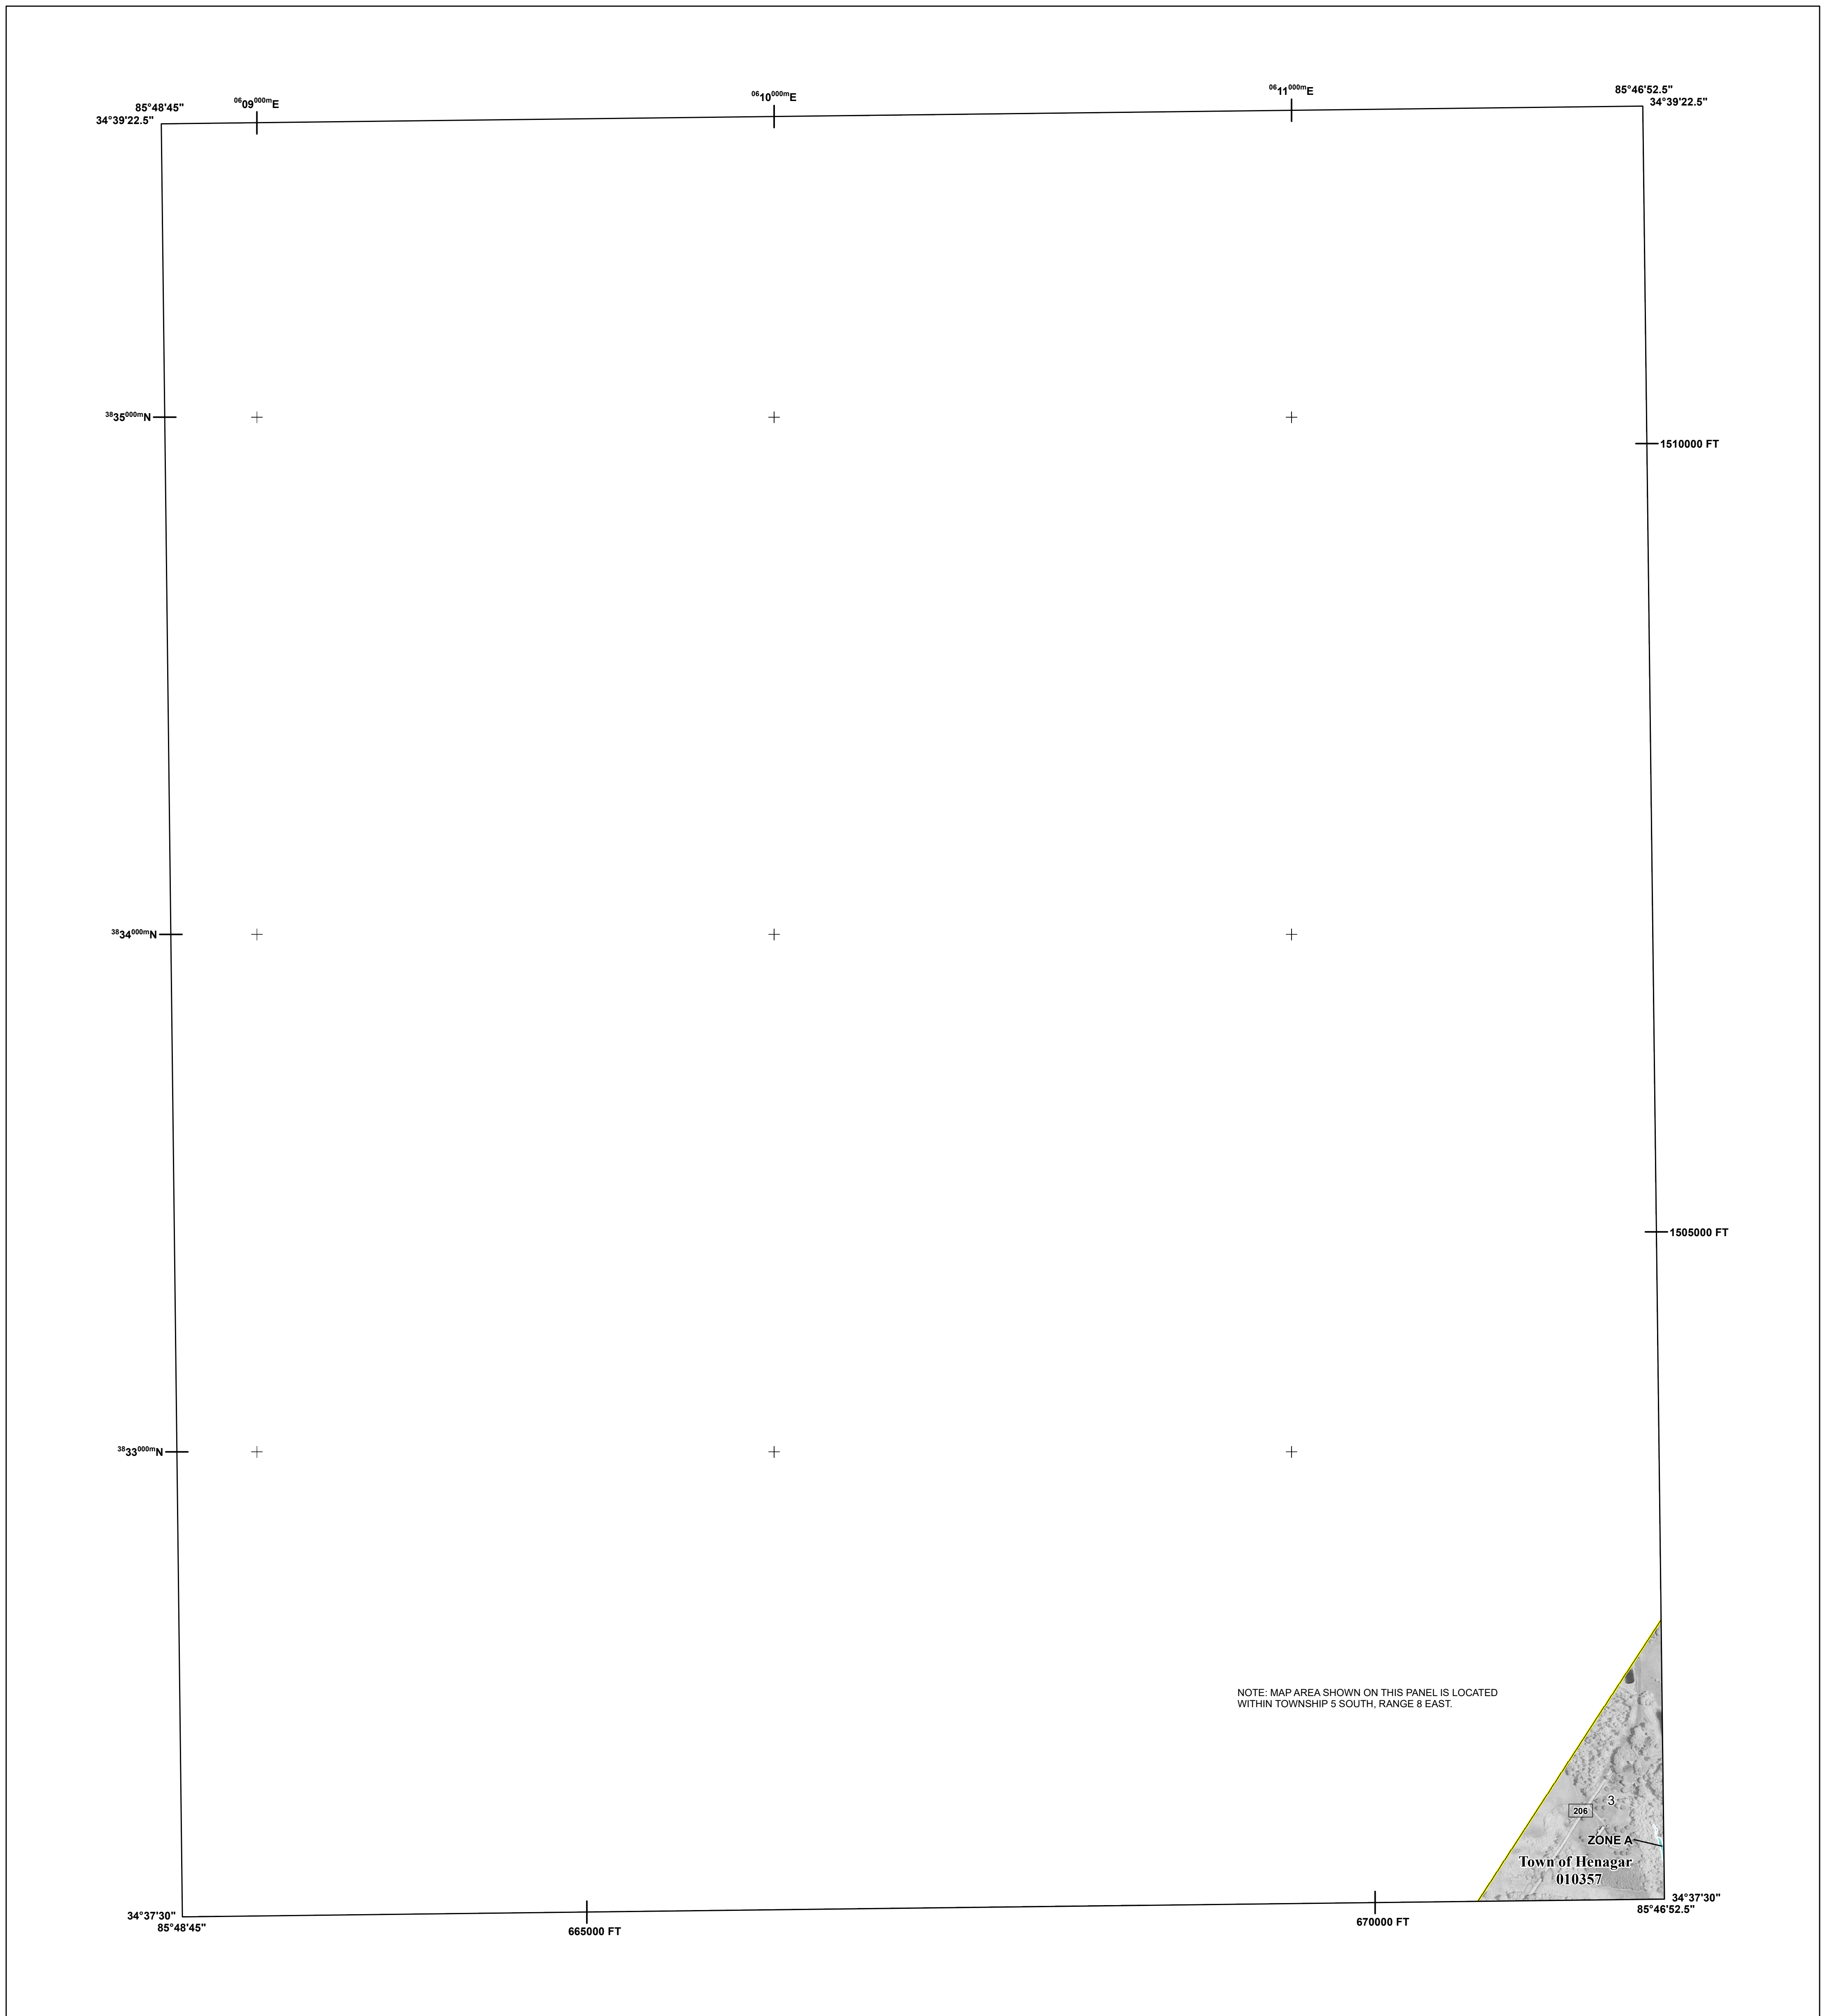 85°48'45"
34°39'22.5"
0609000mE
0610000mE
0611000mE
85°46'52.5"
34°39'22.5"
3835000mN
1510000 FT
3834000mN
1505000 FT
3833000mN
NOTE: MAP AREA SHOWN ON THIS PANEL IS LOCATED
WITHIN TOWNSHIP 5 SOUTH, RANGE 8 EAST.
3
206
ZONE A
Town of Henagar
010357
34°37'30"
85°48'45"
665000 FT
670000 FT
34°37'30"
85°46'52.5"